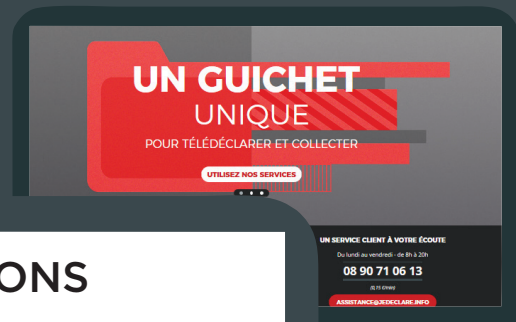 UN GUICHET
UNIQUE
POUR TÉLÉDÉCLARER ET COLLECTER
UTILISEZ NOS SERVICES
UN SERVICE CLIENT À VOTRE ÉCOUTE
Du lundi au vendredi - de 8h à 20h
08 90 71 06 13
ASSISTANCE@JEDECLARE.INFO
ONS